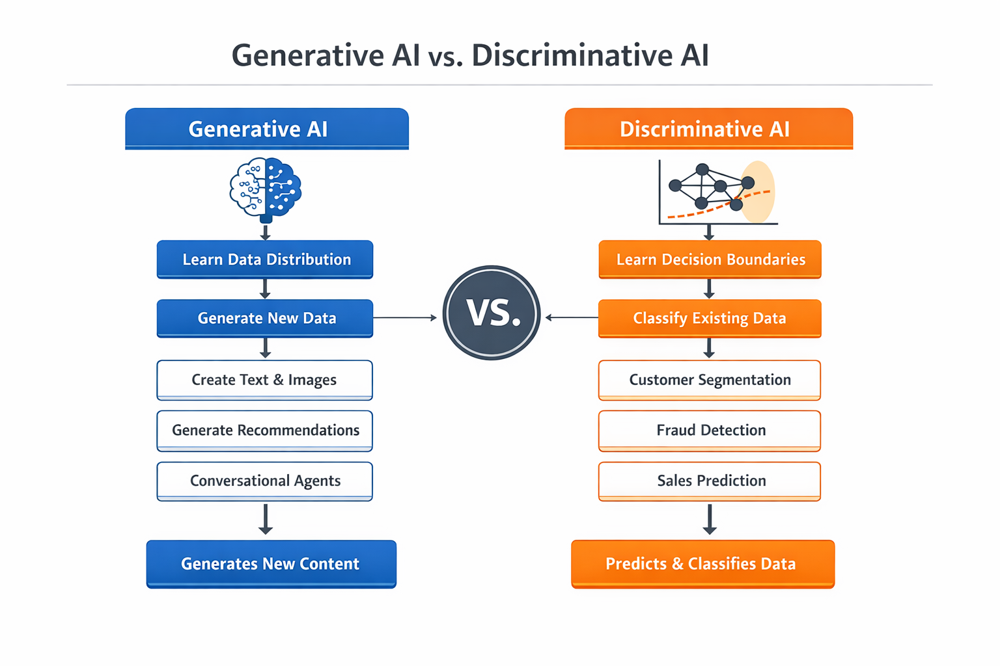 Generative AI vs. Discriminative AI
Generative AI
Learn Data Distribution
Generate New Data
Create Text & Images
Generate Recommendations
Conversational Agents
Generates New Content
VS.
Discriminative AI
Learn Decision Boundaries
Classify Existing Data
Customer Segmentation
Fraud Detection
Sales Prediction
Predicts & Classifies Data